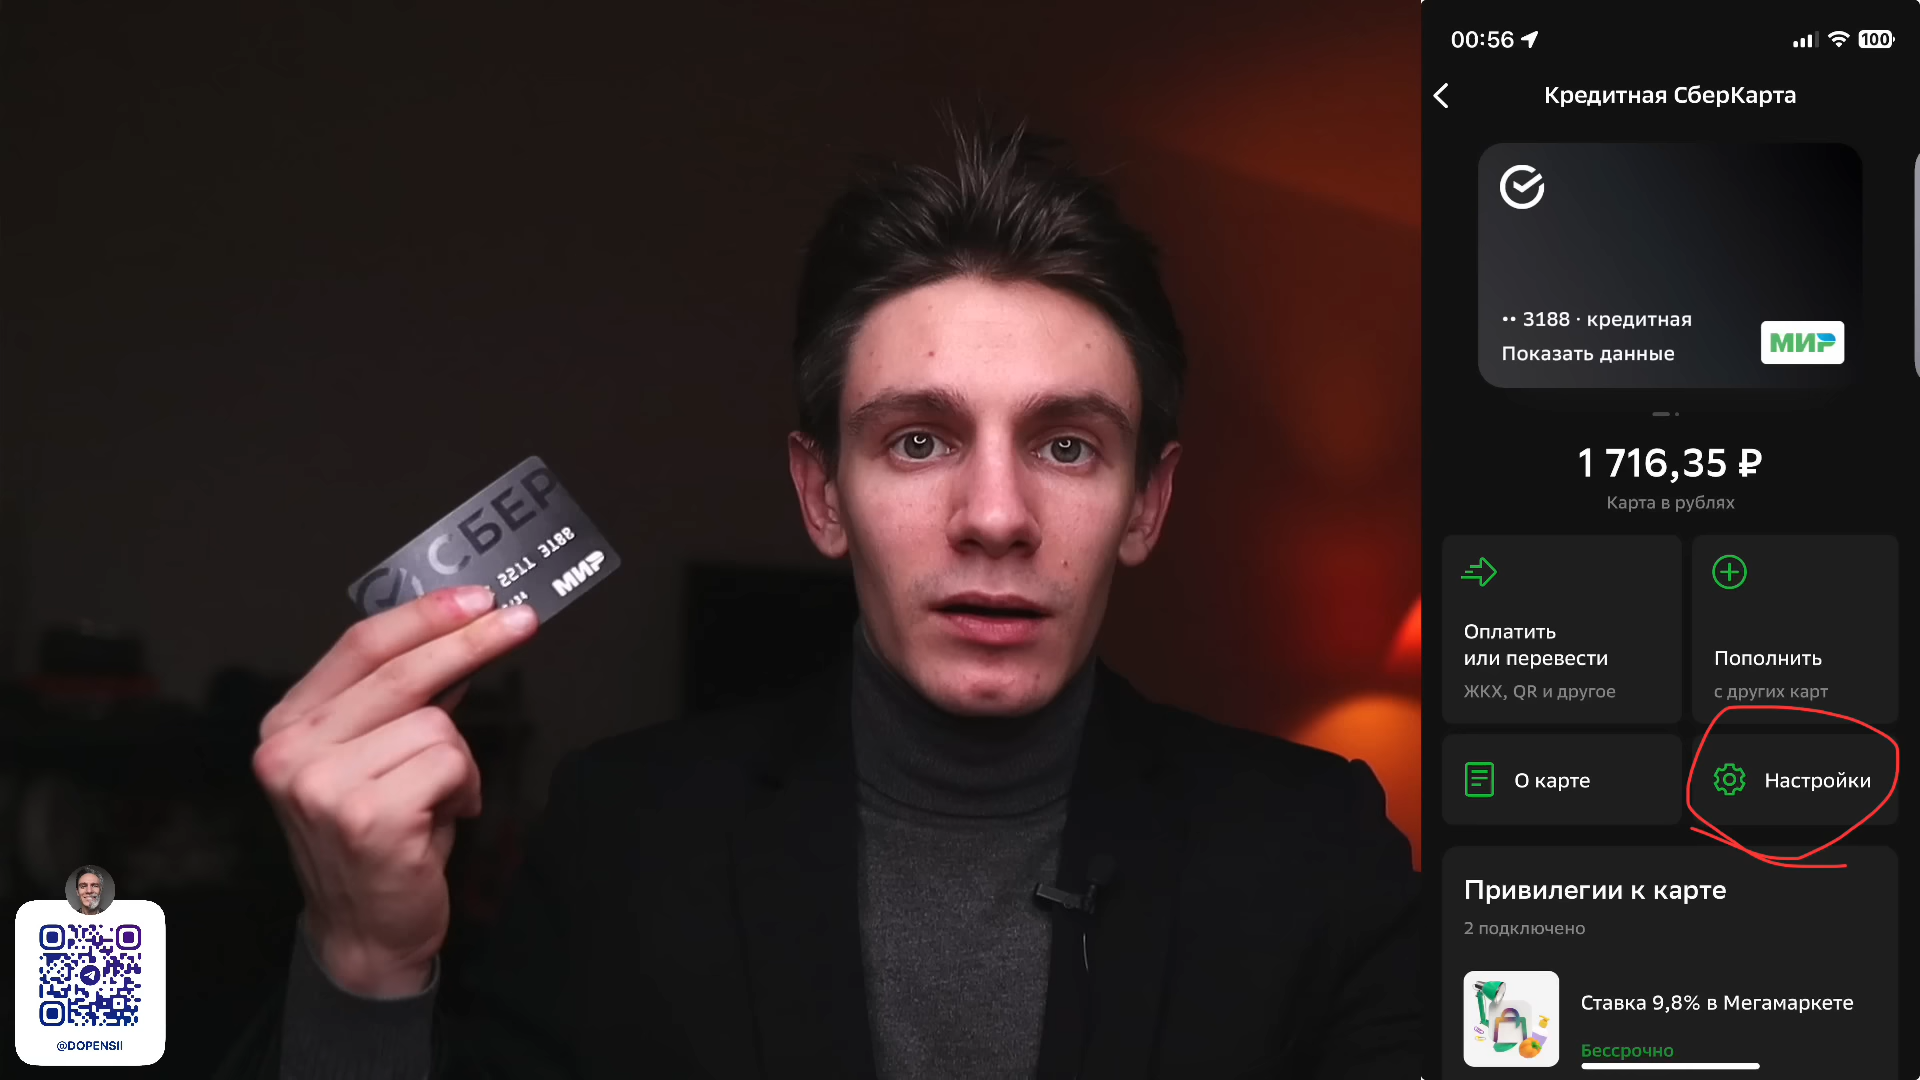 СБЕР
2211 3188
МИР
@DOPENSII
00:56
100
Кредитная СберКарта
•• 3188 · кредитная
Показать данные
МИР
1 716,35 ₽
Карта в рублях
Оплатить
или перевести
ЖКХ, QR и другое
Пополнить
с других карт
О карте
Настройки
Привилегии к карте
2 подключено
Ставка 9,8% в Мегамаркете
Бессрочно